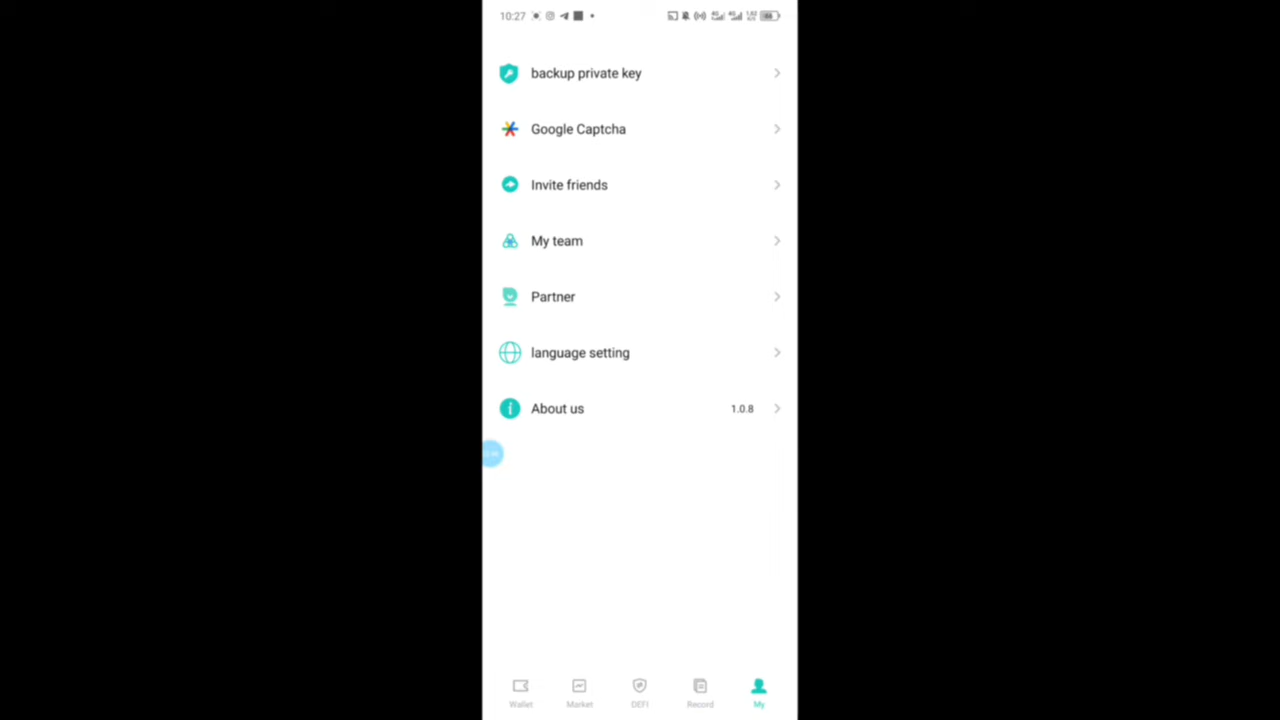 10:27
backup private key
Google Captcha
Invite friends
My team
Partner
language setting
About us 1.0.8
Wallet Market DEFI Record My